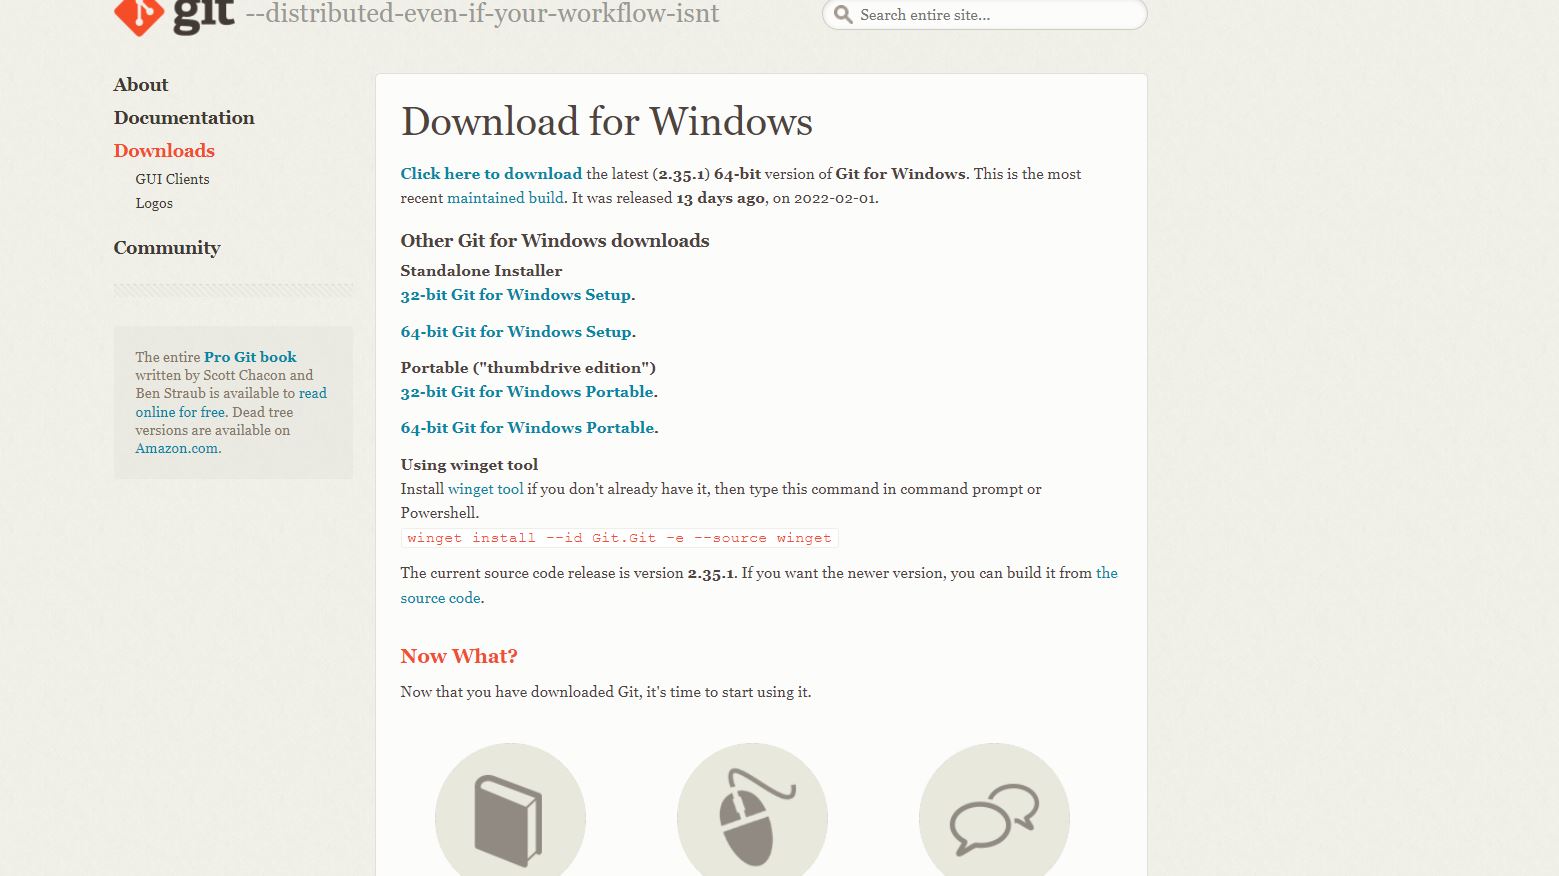 git --distributed-even-if-your-workflow-isnt
Search entire site...
About
Documentation
Downloads
GUI Clients
Logos
Community
The entire Pro Git book
written by Scott Chacon and
Ben Straub is available to read
online for free. Dead tree
versions are available on
Amazon.com.
Download for Windows
Click here to download the latest (2.35.1) 64-bit version of Git for Windows. This is the most
recent maintained build. It was released 13 days ago, on 2022-02-01.
Other Git for Windows downloads
Standalone Installer
32-bit Git for Windows Setup.
64-bit Git for Windows Setup.
Portable ("thumbdrive edition")
32-bit Git for Windows Portable.
64-bit Git for Windows Portable.
Using winget tool
Install winget tool if you don't already have it, then type this command in command prompt or
Powershell.
winget install --id Git.Git -e --source winget
The current source code release is version 2.35.1. If you want the newer version, you can build it from the
source code.
Now What?
Now that you have downloaded Git, it's time to start using it.